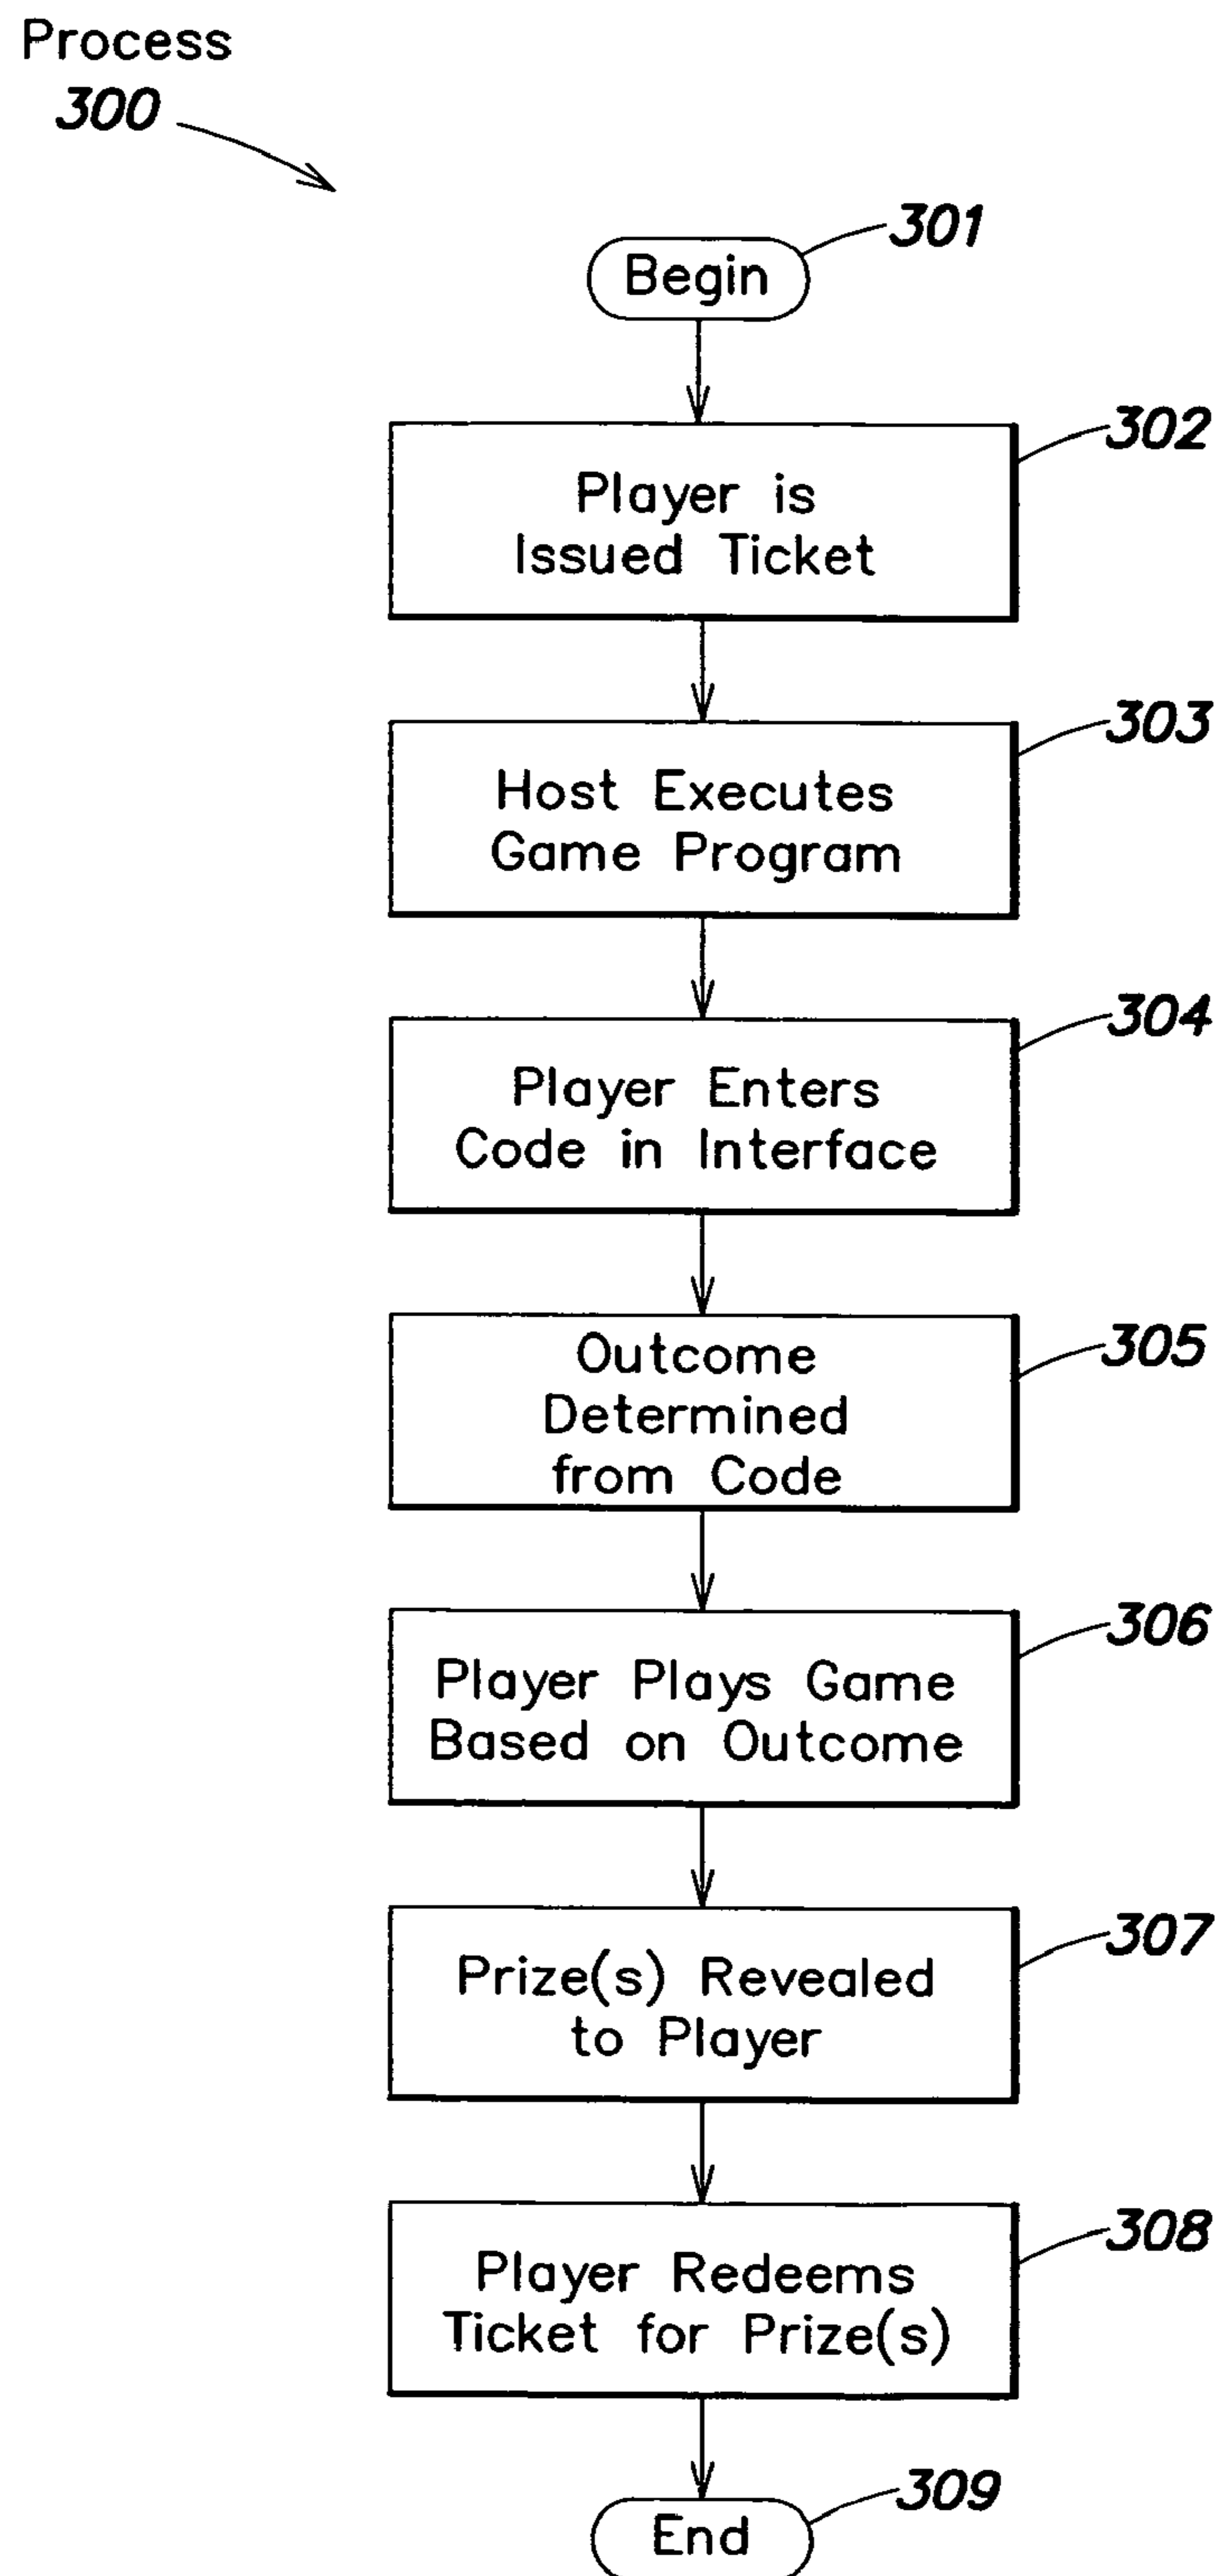 Process
300
301
Begin
302
Player is
Issued Ticket
303
Host Executes
Game Program
304
Player Enters
Code in Interface
305
Outcome
Determined
from Code
306
Player Plays Game
Based on Outcome
307
Prize(s) Revealed
to Player
308
Player Redeems
Ticket for Prize(s)
309
End